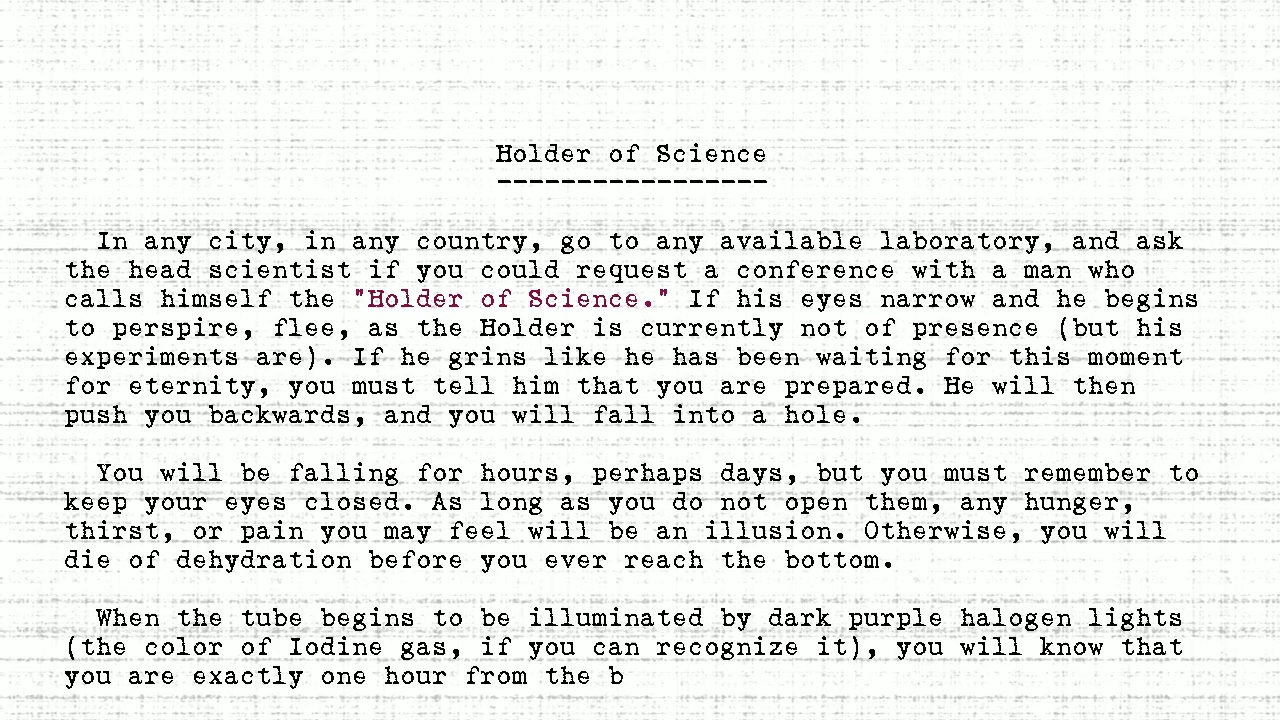 Holder of Science
-----------------
In any city, in any country, go to any available laboratory, and ask
the head scientist if you could request a conference with a man who
calls himself the "Holder of Science." If his eyes narrow and he begins
to perspire, flee, as the Holder is currently not of presence (but his
experiments are). If he grins like he has been waiting for this moment
for eternity, you must tell him that you are prepared. He will then
push you backwards, and you will fall into a hole.
You will be falling for hours, perhaps days, but you must remember to
keep your eyes closed. As long as you do not open them, any hunger,
thirst, or pain you may feel will be an illusion. Otherwise, you will
die of dehydration before you ever reach the bottom.
When the tube begins to be illuminated by dark purple halogen lights
(the color of Iodine gas, if you can recognize it), you will know that
you are exactly one hour from the b